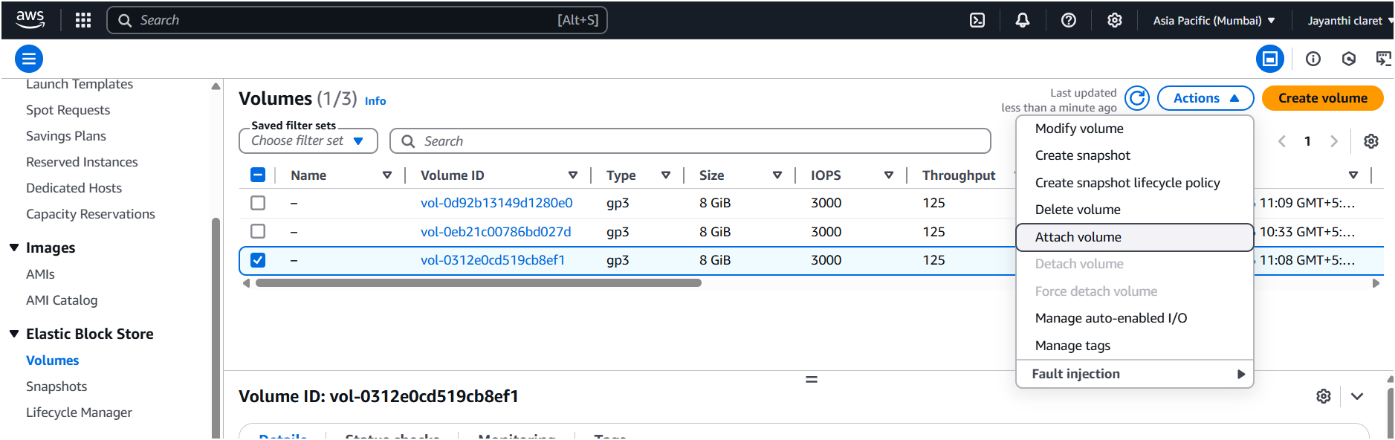 aws Search [Alt+S] Asia Pacific (Mumbai) Jayanthi claret
Launch Templates
Spot Requests
Savings Plans
Reserved Instances
Dedicated Hosts
Capacity Reservations
Images
AMIs
AMI Catalog
Elastic Block Store
Volumes
Snapshots
Lifecycle Manager
Volumes (1/3) Info
Last updated
less than a minute ago
Actions
Create volume
Saved filter sets
Choose filter set
Search
1
Name Volume ID Type Size IOPS Throughput
– vol-0d92b13149d1280e0 gp3 8 GiB 3000 125 11:09 GMT+5:...
– vol-0eb21c00786bd027d gp3 8 GiB 3000 125 10:33 GMT+5:...
– vol-0312e0cd519cb8ef1 gp3 8 GiB 3000 125 11:08 GMT+5:...
Modify volume
Create snapshot
Create snapshot lifecycle policy
Delete volume
Attach volume
Detach volume
Force detach volume
Manage auto-enabled I/O
Manage tags
Fault injection
Volume ID: vol-0312e0cd519cb8ef1
Details Status checks Monitoring Tags